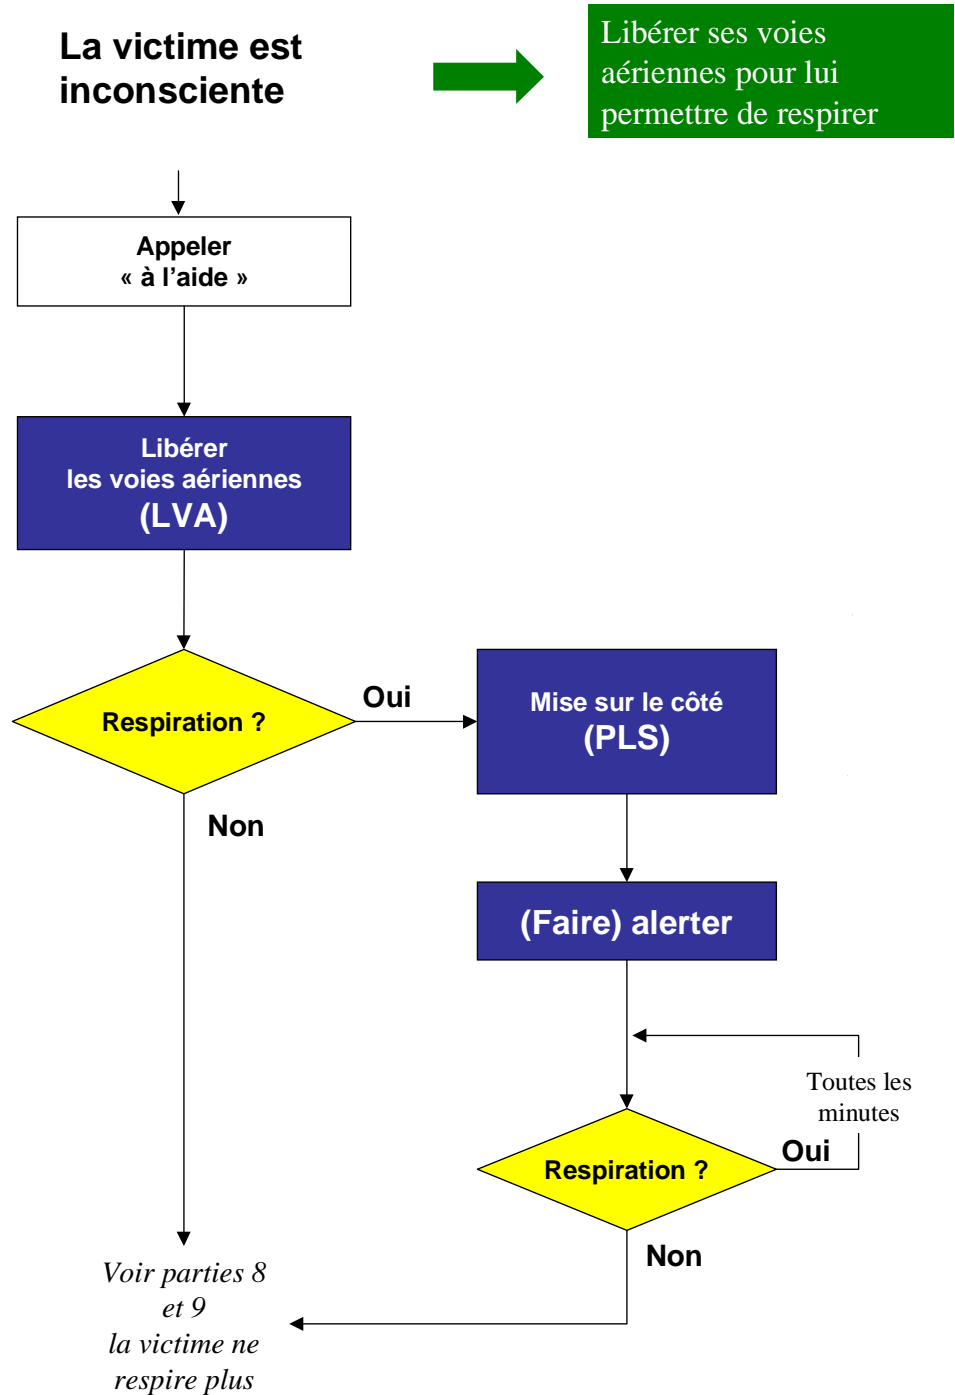 La victime est
inconsciente
Libérer ses voies
aériennes pour lui
permettre de respirer
Appeler
« à l’aide »
Libérer
les voies aériennes
(LVA)
Respiration ?
Oui
Mise sur le côté
(PLS)
Non
(Faire) alerter
Toutes les
minutes
Respiration ?
Oui
Non
Voir parties 8
et 9
la victime ne
respire plus